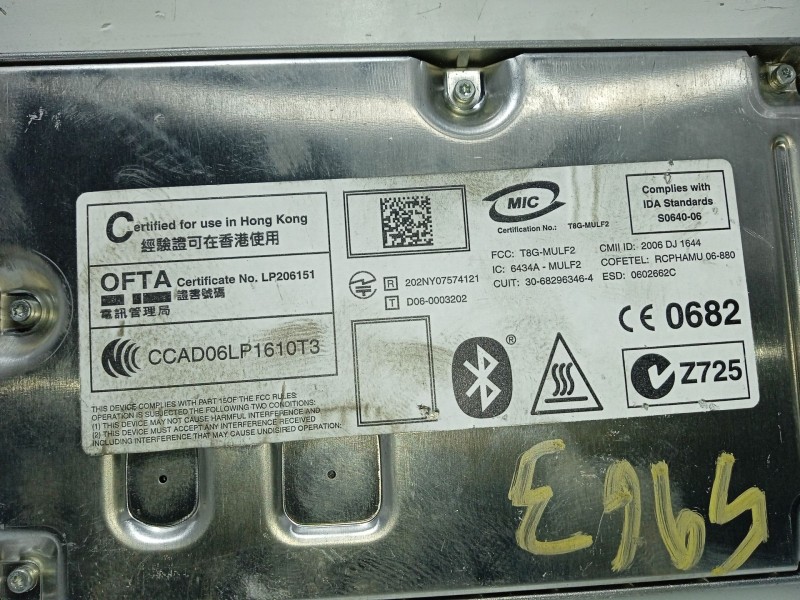 Certified for use in Hong Kong
經驗證可在香港使用
OFTA Certificate No. LP206151
證書號碼
電訊管理局
CCAD06LP1610T3
THIS DEVICE COMPLIES WITH PART 15OF THE FCC RULES:
OPERATION IS SUBJECTED THE FOLLOWING TWO CONDITIONS:
(1) THIS DEVICE MAY NOT CAUSE HARMFUL INTERFERENCE AND
(2) THIS DEVICE MUST ACCEPT ANY INTERFERENCE RECEIVED
INCLUDING INTERFERENCE THAT MAY CAUSE UNDESIRED OPERATION.
R 202NY07574121
T D06-0003202
MIC
Certification No.: T8G-MULF2
Complies with
IDA Standards
S0640-06
FCC: T8G-MULF2
IC: 6434A - MULF2
CUIT: 30-68296346-4
CMII ID: 2006 DJ 1644
COFETEL: RCPHAMU 06-880
ESD: 0602662C
CE 0682
®
Z725